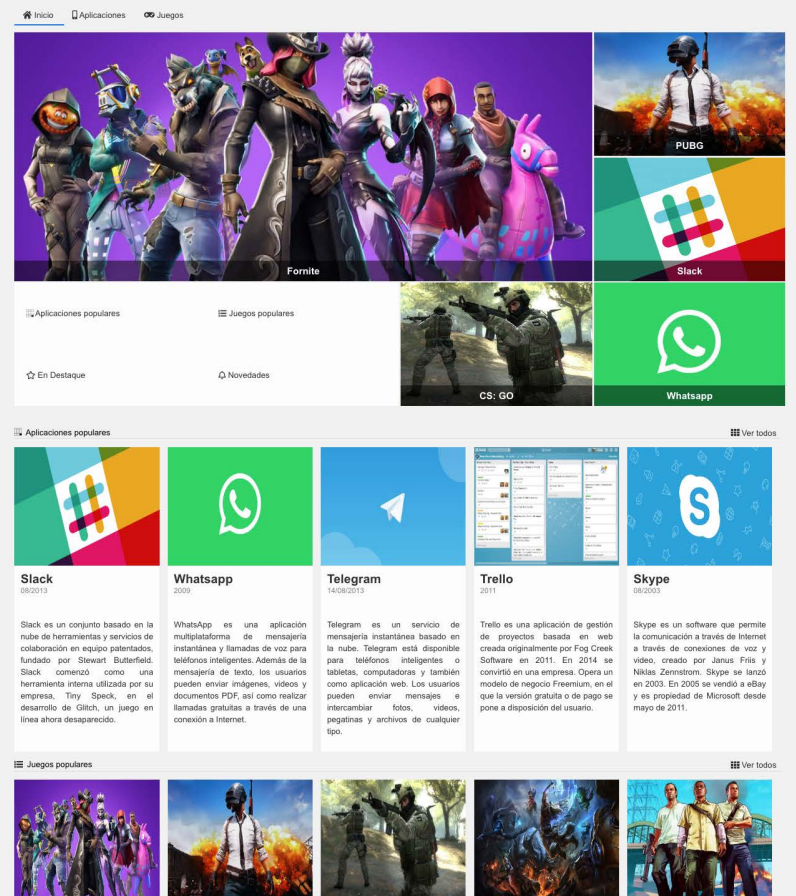 Inicio
Aplicaciones
Juegos
PUBG
Fornite
Slack
Aplicaciones populares
Juegos populares
En Destaque
Novedades
CS: GO
Whatsapp
Aplicaciones populares
Ver todos
Slack
08/2013
Slack es un conjunto basado en la
nube de herramientas y servicios de
colaboración en equipo patentados,
fundado por Stewart Butterfield.
Slack comenzó como una
herramienta interna utilizada por su
empresa, Tiny Speck, en el
desarrollo de Glitch, un juego en
línea ahora desaparecido.
Whatsapp
2009
WhatsApp es una aplicación
multiplataforma de mensajería
instantánea y llamadas de voz para
teléfonos inteligentes. Además de la
mensajería de texto, los usuarios
pueden enviar imágenes, videos y
documentos PDF, así como realizar
llamadas gratuitas a través de una
conexión a Internet.
Telegram
14/08/2013
Telegram es un servicio de
mensajería instantánea basado en
la nube. Telegram está disponible
para teléfonos inteligentes o
tabletas, computadoras y también
como aplicación web. Los usuarios
pueden enviar mensajes e
intercambiar fotos, videos,
pegatinas y archivos de cualquier
tipo.
Trello
2011
Trello es una aplicación de gestión
de proyectos basada en web
creada originalmente por Fog Creek
Software en 2011. En 2014 se
convirtió en una empresa. Opera un
modelo de negocio Freemium, en el
que la versión gratuita o de pago se
pone a disposición del usuario.
Skype
08/2003
Skype es un software que permite
la comunicación a través de Internet
a través de conexiones de voz y
video, creado por Janus Friis y
Niklas Zennstrom. Skype se lanzó
en 2003. En 2005 se vendió a eBay
y es propiedad de Microsoft desde
mayo de 2011.
Juegos populares
Ver todos